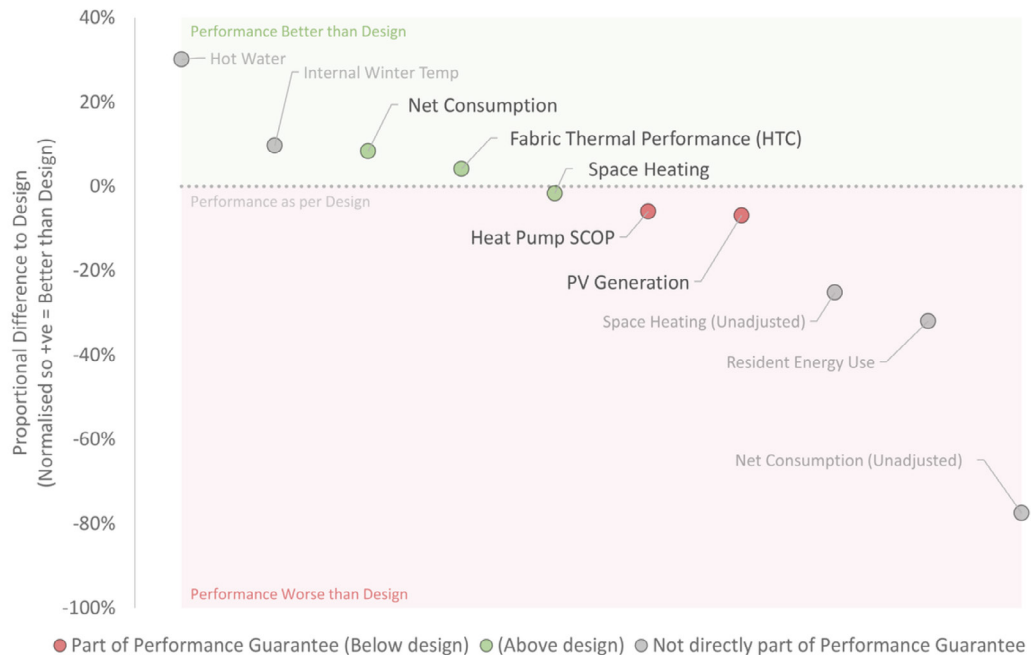 40%
20%
0%
-20%
-40%
-60%
-80%
-100%
Proportional Difference to Design
(Normalised so +ve = Better than Design)
Performance Better than Design
Hot Water
Internal Winter Temp
Net Consumption
Fabric Thermal Performance (HTC)
Space Heating
Performance as per Design
Heat Pump SCOP
PV Generation
Space Heating (Unadjusted)
Resident Energy Use
Net Consumption (Unadjusted)
Performance Worse than Design
Part of Performance Guarantee (Below design) (Above design) Not directly part of Performance Guarantee